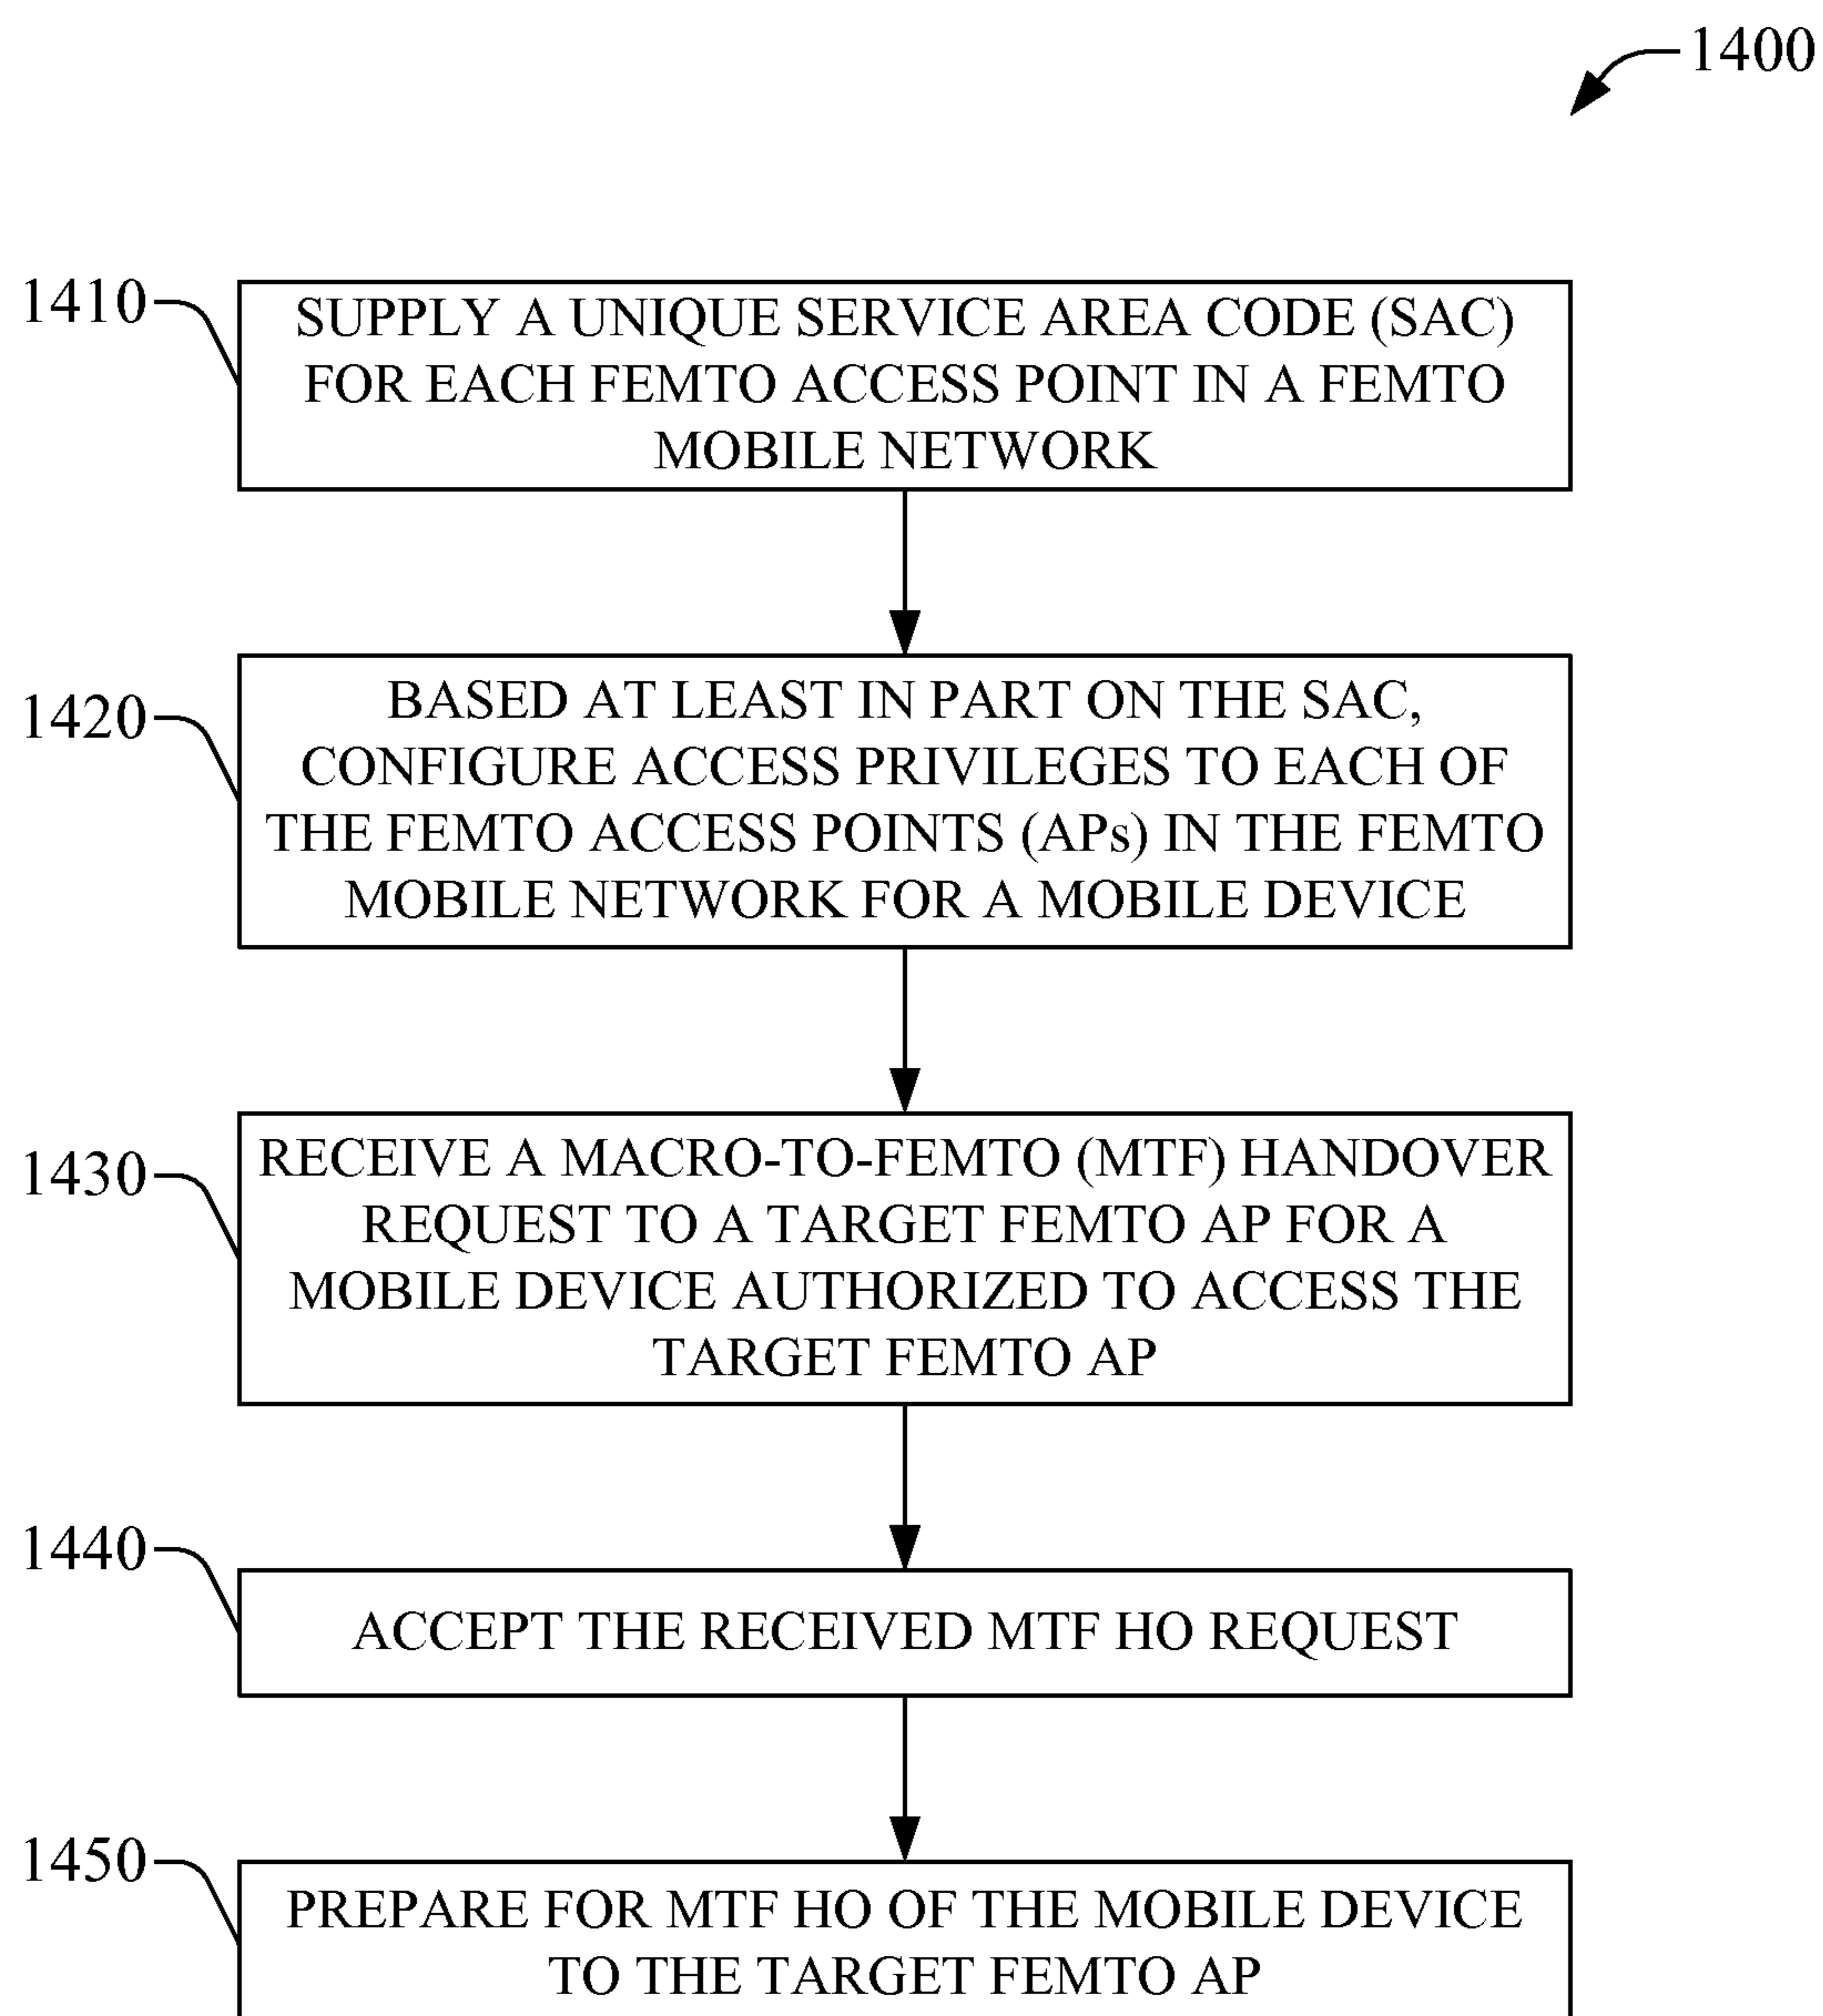 1400
1410
SUPPLY A UNIQUE SERVICE AREA CODE (SAC)
FOR EACH FEMTO ACCESS POINT IN A FEMTO
MOBILE NETWORK
1420
BASED AT LEAST IN PART ON THE SAC,
CONFIGURE ACCESS PRIVILEGES TO EACH OF
THE FEMTO ACCESS POINTS (APs) IN THE FEMTO
MOBILE NETWORK FOR A MOBILE DEVICE
1430
RECEIVE A MACRO-TO-FEMTO (MTF) HANDOVER
REQUEST TO A TARGET FEMTO AP FOR A
MOBILE DEVICE AUTHORIZED TO ACCESS THE
TARGET FEMTO AP
1440
ACCEPT THE RECEIVED MTF HO REQUEST
1450
PREPARE FOR MTF HO OF THE MOBILE DEVICE
TO THE TARGET FEMTO AP